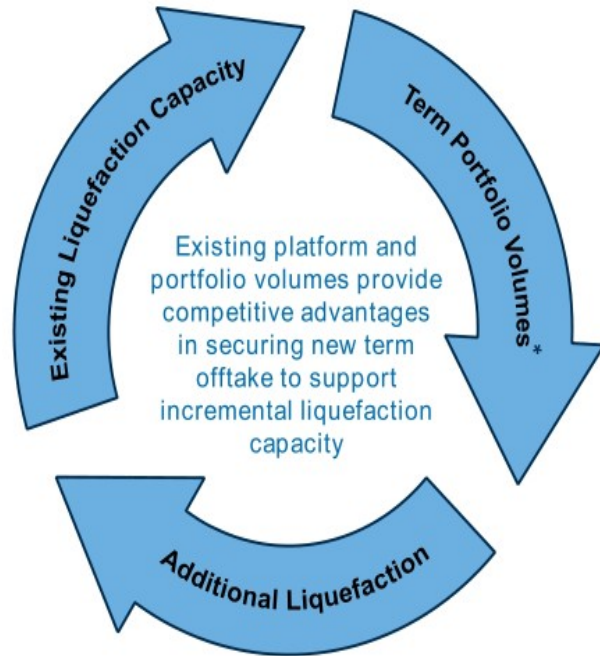 Existing Liquefaction Capacity
Term Portfolio Volumes*
Existing platform and
portfolio volumes provide
competitive advantages
in securing new term
offtake to support
incremental liquefaction
capacity
Additional Liquefaction